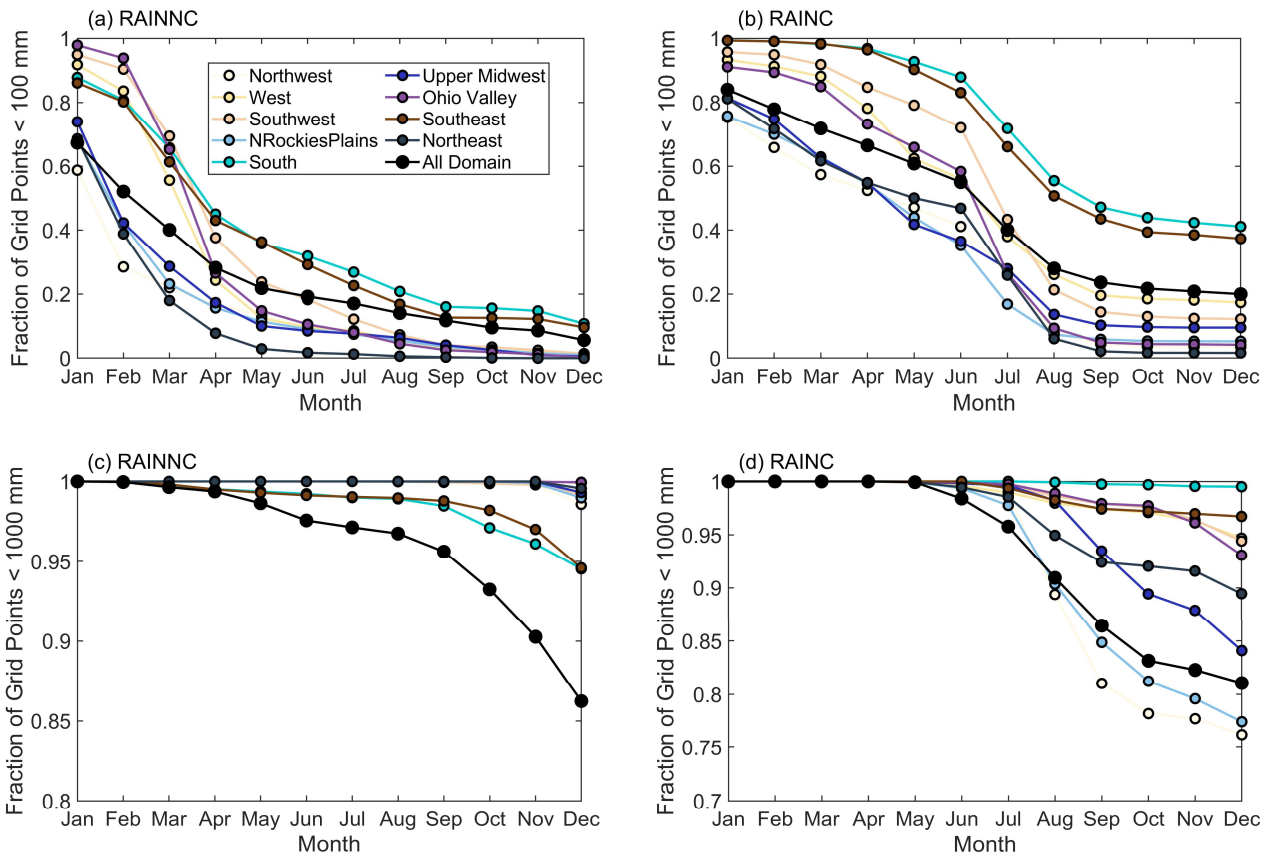 (a) RAINNC
Fraction of Grid Points < 100 mm
1
0.8
0.6
0.4
0.2
0
Northwest
West
Southwest
NRockiesPlains
South
Upper Midwest
Ohio Valley
Southeast
Northeast
All Domain
Jan Feb Mar Apr May Jun Jul Aug Sep Oct Nov Dec
Month
(b) RAINC
Fraction of Grid Points < 100 mm
1
0.8
0.6
0.4
0.2
0
Jan Feb Mar Apr May Jun Jul Aug Sep Oct Nov Dec
Month
(c) RAINNC
Fraction of Grid Points < 1000 mm
1
0.95
0.9
0.85
0.8
Jan Feb Mar Apr May Jun Jul Aug Sep Oct Nov Dec
Month
(d) RAINC
Fraction of Grid Points < 1000 mm
1
0.95
0.9
0.85
0.8
0.75
0.7
Jan Feb Mar Apr May Jun Jul Aug Sep Oct Nov Dec
Month